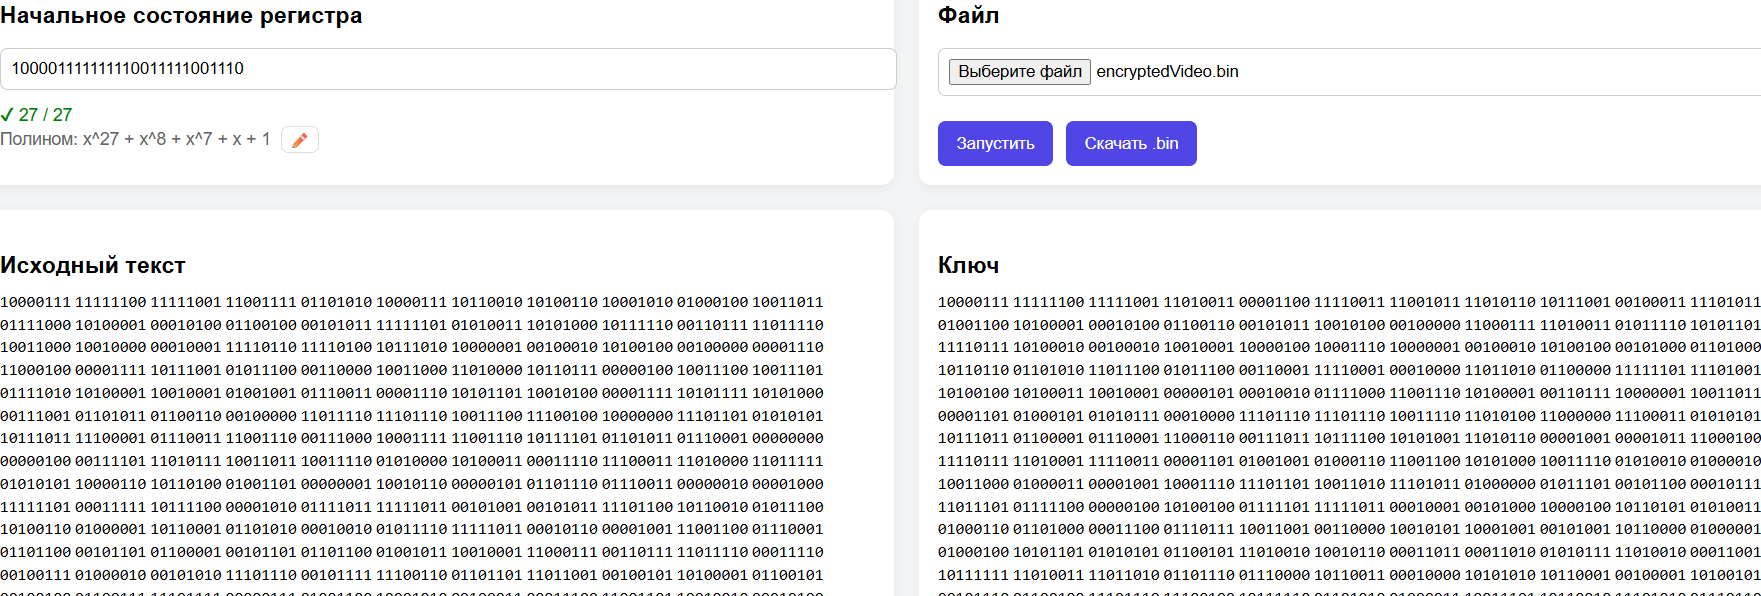 Начальное состояние регистра
100001111111110011111001110
✓ 27 / 27
Полином: x^27 + x^8 + x^7 + x + 1
Файл
Выберите файл encryptedVideo.bin
Запустить Скачать .bin
Исходный текст
10000111 11111100 11111001 11001111 01101010 10000111 10110010 10100110 10001010 01000100 10011011
01111000 10100001 00010100 01100100 00101011 11111101 01010011 10101000 10111110 00110111 11011110
10011000 10010000 00010001 11110110 11110100 10111010 10000001 00100010 10100100 00100000 00001110
11000100 00001111 10111001 01011100 00110000 10011000 11010000 10110111 00000100 10011100 10011101
01111010 10100001 10010001 01001001 01110011 00001110 10101101 10010100 00001111 10101111 10101000
00111001 01101011 01100110 00100000 11011110 11101110 10011100 11100100 10000000 11101101 01010101
10111011 11100001 01110011 11001110 00111000 10001111 11001110 10111101 01101011 01110001 00000000
00000100 00111101 11010111 10011011 10011110 01010000 10100011 00011110 11100011 11010000 11011111
01010101 10000110 10110100 01001101 00000001 10010110 00000101 01101110 01110011 00000010 00001000
11111101 00011111 10111100 00001010 01111011 11111011 00101001 00101011 11101100 10110010 01011100
10100110 01000001 10110001 01101010 00010010 01011110 11111011 00010110 00001001 11001100 01110001
01101100 00101101 01100001 00101101 01101100 01001011 10010001 11000111 00110111 11011110 00011110
00100111 01000010 00101010 11101110 00101111 11100110 01101101 11011001 00100101 10100001 01100101
Ключ
10000111 11111100 11111001 11010011 00001100 11110011 11001011 11010110 10111001 00100011 11101011
01001100 10100001 00010100 01100110 00101011 10010100 00100000 11000111 11010011 01011110 10101101
11110111 10100010 00100010 10010001 10000100 10001110 10000001 00100010 10100100 00101000 01101000
10110110 01101010 11011100 01011100 00110001 11110001 00010000 11011010 01100000 11111101 11101001
10100100 10100011 10010001 00000101 00010010 01111000 11001110 10100001 00110111 10000001 10011011
00001101 01000101 01010111 00010000 11101110 11101110 10011110 11010100 11000000 11100011 01010101
10111011 01100001 01110001 11000110 00111011 10111100 10101001 11010110 00001001 00001011 11000100
11110111 11010001 11110011 00001101 01001001 01000110 11001100 10101000 10011110 01010010 01000010
10011000 01000011 00001001 10001110 11101101 10011010 11101011 01000000 01011101 00101100 00010111
11011101 01111100 00000100 10100100 01111101 11111011 00010001 00101000 10000100 10110101 01010011
01000110 01101000 00011100 01110111 10011001 00110000 10010101 10001001 00101001 10110000 01000001
01000100 10101101 01010101 01100101 11010010 10010110 00011011 00011010 01010111 11010010 00011001
10111111 11010011 11011010 01101110 01110000 10110011 00010000 10101010 10110001 00100001 10100101